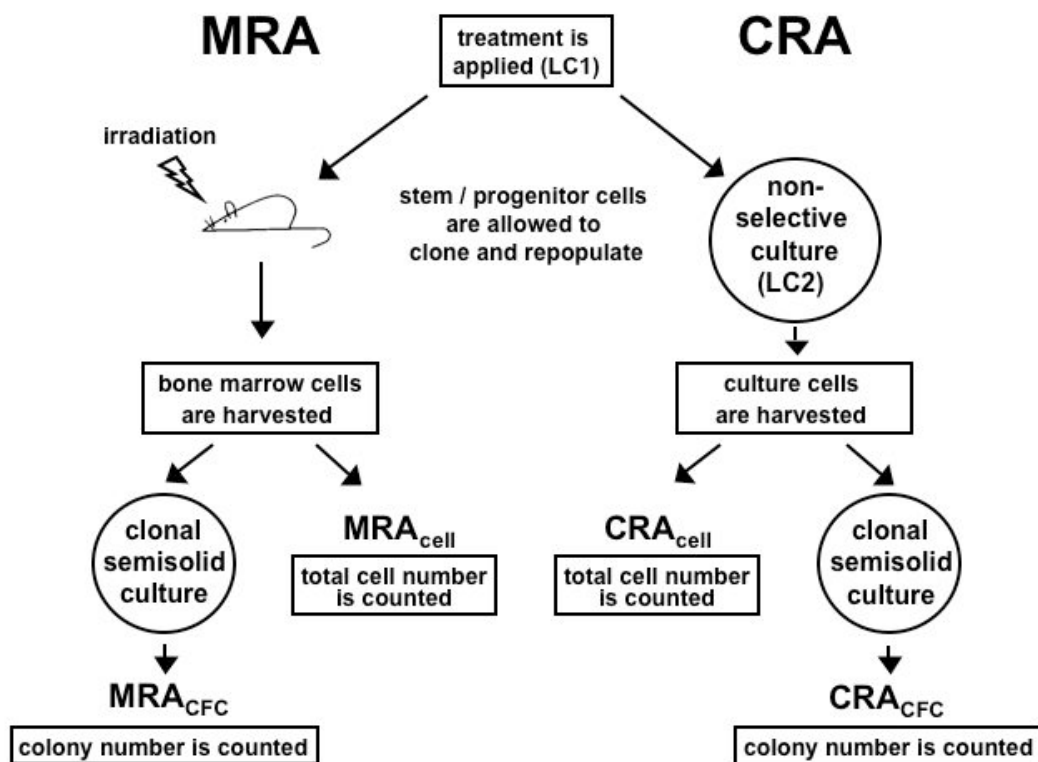 MRA
treatment is
applied (LC1)
CRA
irradiation
stem / progenitor cells
are allowed to
clone and repopulate
non-
selective
culture
(LC2)
bone marrow cells
are harvested
culture cells
are harvested
clonal
semisolid
culture
MRAcell
total cell number
is counted
CRAcell
total cell number
is counted
clonal
semisolid
culture
MRACFC
colony number is counted
CRACFC
colony number is counted